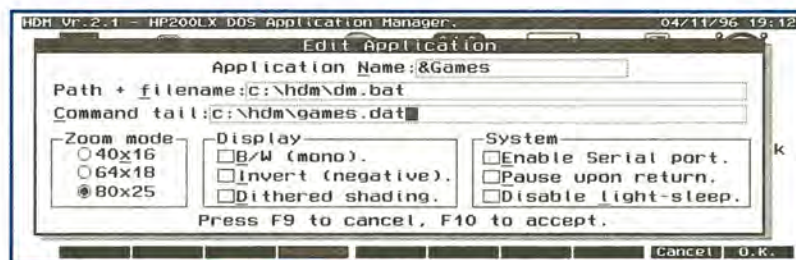 HDM Vr.2.1 - HP200LX DOS Application Manager. 04/11/96 19:12
Edit Application
Application Name:&Games
Path + filename:c:\hdm\dm.bat
Command tail:c:\hdm\games.dat
Zoom mode Display System
40x16 B/W (mono). Enable Serial port.
64x18 Invert (negative). Pause upon return.
80x25 Dithered shading. Disable light-sleep.
k
Press F9 to cancel, F10 to accept.
Cancel O.K.